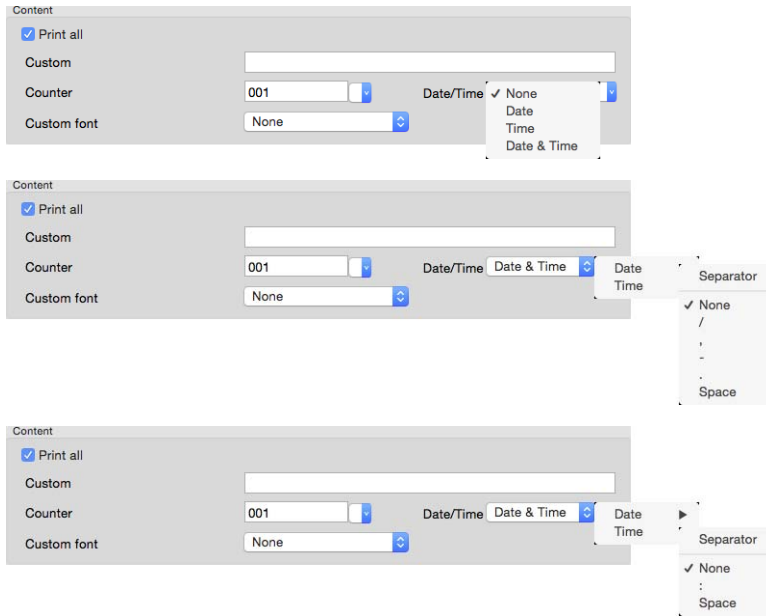 Content
✓ Print all
Custom
Counter 001 Date/Time ✓ None
Date
Time
Date & Time
Custom font None
Content
✓ Print all
Custom
Counter 001 Date/Time Date & Time Date
Time
Separator
✓ None
/
,
-
.
Space
Custom font None
Content
✓ Print all
Custom
Counter 001 Date/Time Date & Time Date ▶
Time
Separator
✓ None
:
Space
Custom font None